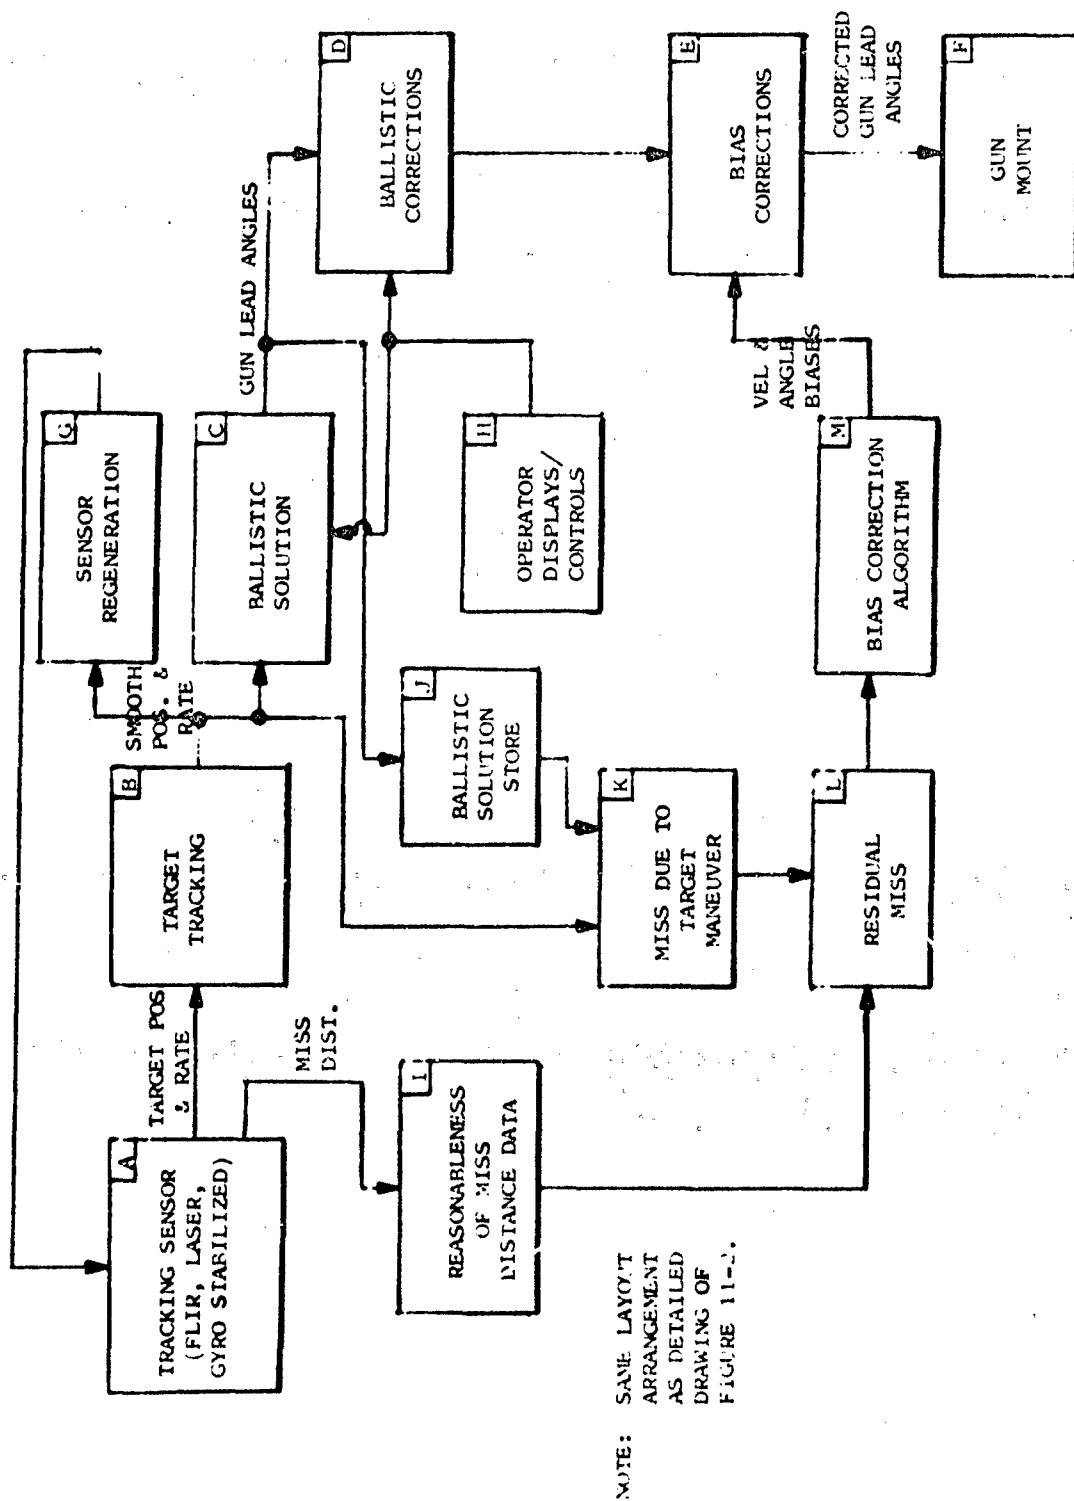 A
TRACKING SENSOR
(FLIR, LASER,
GYRO STABILIZED)
TARGET POS
& RATE
B
TARGET
TRACKING
SMOOTH
POS. &
RATE
G
SENSOR
REGENERATION
C
BALLISTIC
SOLUTION
GUN LEAD ANGLES
D
BALLISTIC
CORRECTIONS
MISS
DIST.
I
REASONABLENESS
OF MISS
DISTANCE DATA
J
BALLISTIC
SOLUTION
STORE
H
OPERATOR
DISPLAYS/
CONTROLS
K
MISS DUE TO
TARGET
MANEUVER
L
RESIDUAL
MISS
M
BIAS CORRECTION
ALGORITHM
VEL &
ANGLE
BIASES
E
BIAS
CORRECTIONS
CORRECTED
GUN LEAD
ANGLES
F
GUN
MOUNT
NOTE: SAME LAYOUT
ARRANGEMENT
AS DETAILED
DRAWING OF
FIGURE